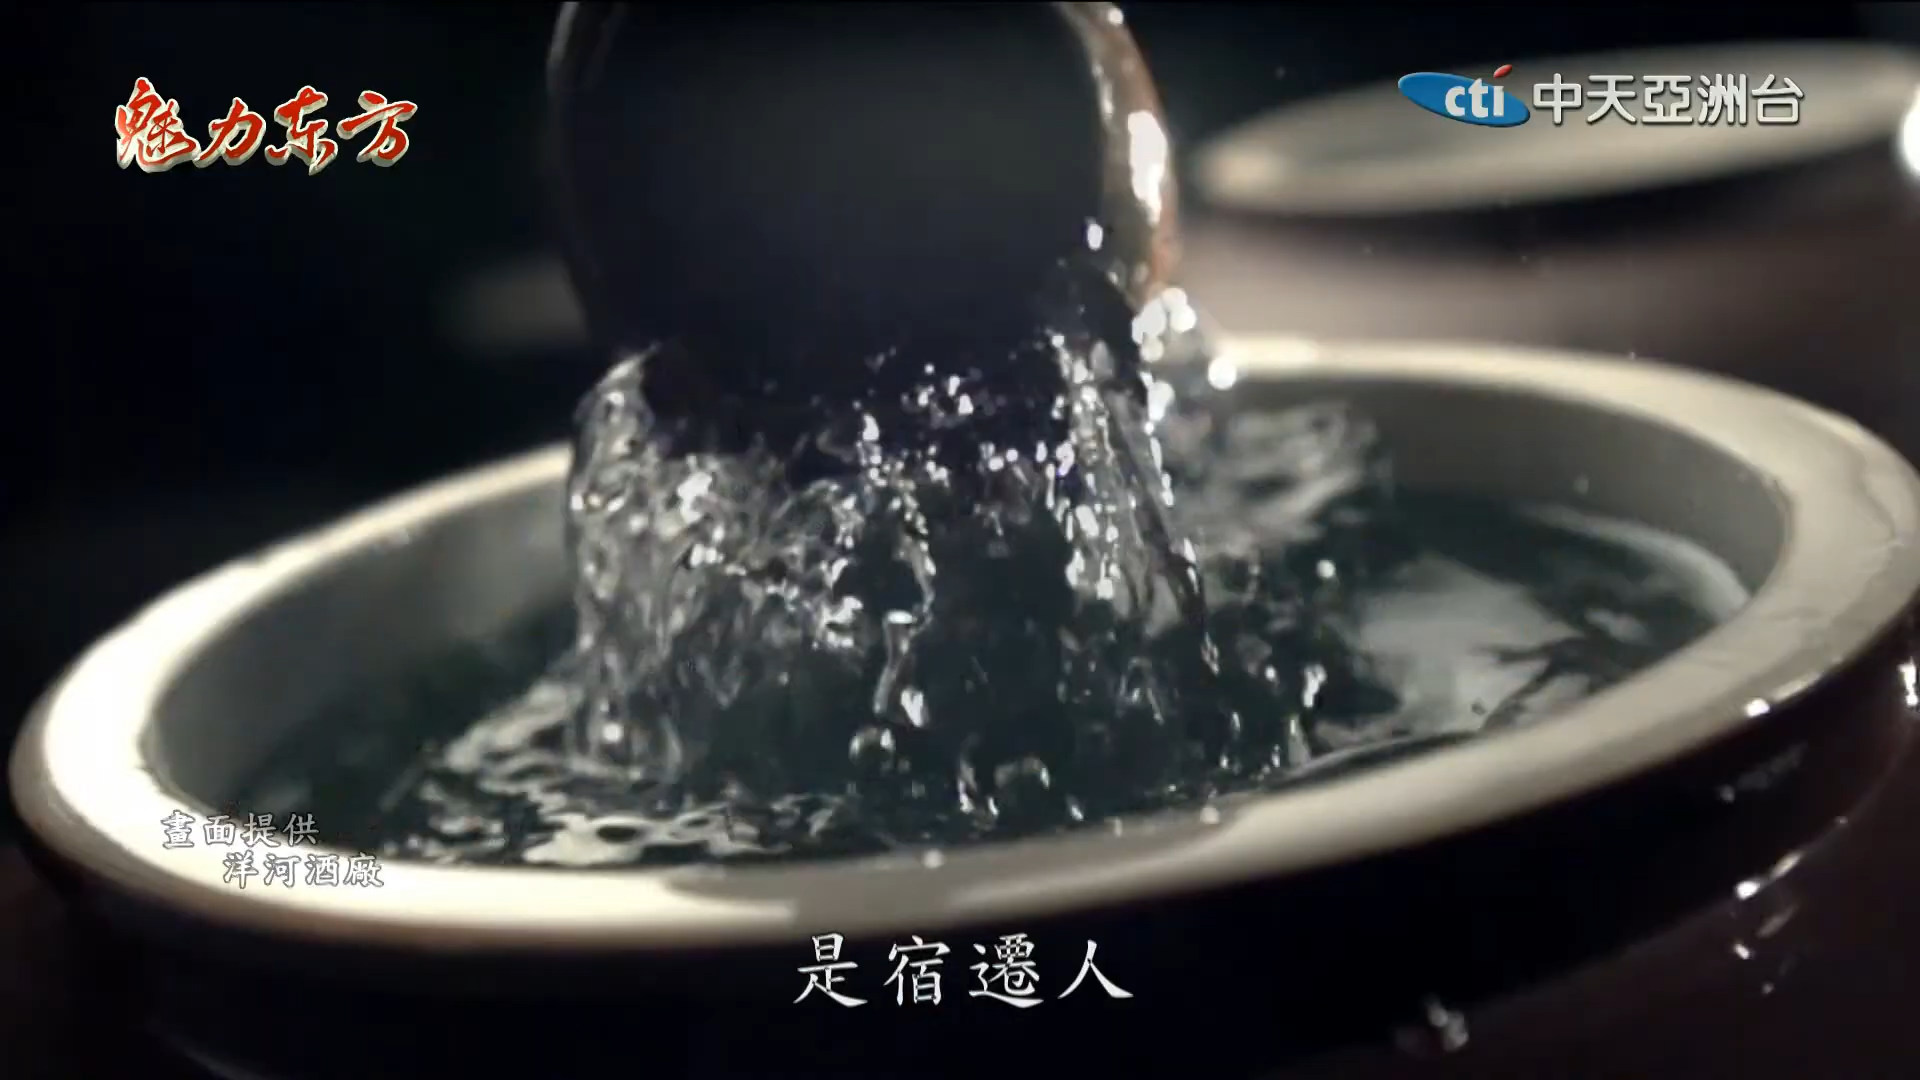 魅力东方
cti 中天亞洲台
畫面提供
洋河酒廠
是宿遷人